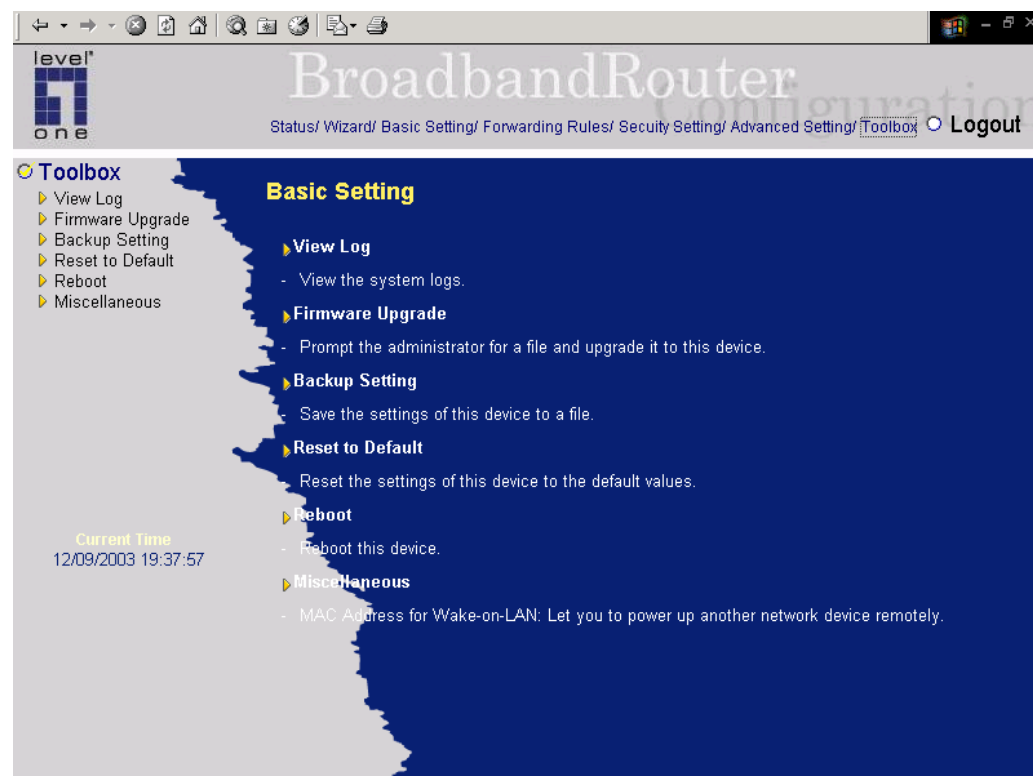 level
one
BroadbandRouter
Configuration
Status/ Wizard/ Basic Setting/ Forwarding Rules/ Secuity Setting/ Advanced Setting/ Toolbox Logout
Toolbox
View Log
Firmware Upgrade
Backup Setting
Reset to Default
Reboot
Miscellaneous
Current Time
12/09/2003 19:37:57
Basic Setting
View Log
- View the system logs.
Firmware Upgrade
- Prompt the administrator for a file and upgrade it to this device.
Backup Setting
- Save the settings of this device to a file.
Reset to Default
- Reset the settings of this device to the default values.
Reboot
- Reboot this device.
Miscellaneous
- MAC Address for Wake-on-LAN: Let you to power up another network device remotely.